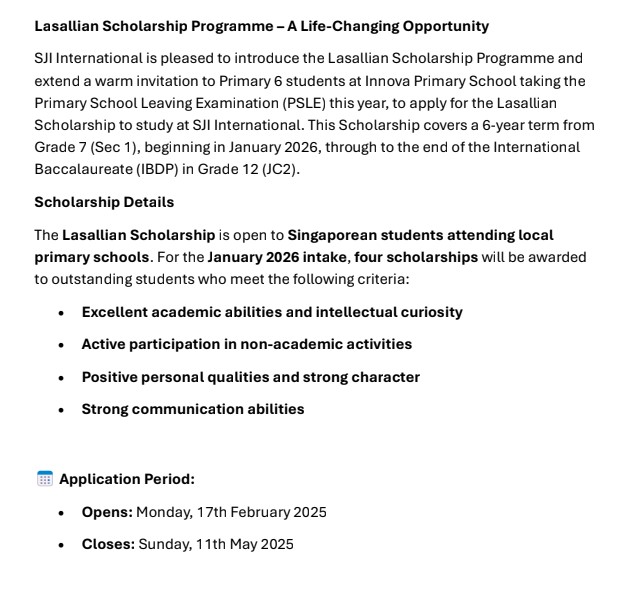 Lasallian Scholarship Programme – A Life-Changing Opportunity
SJI International is pleased to introduce the Lasallian Scholarship Programme and
extend a warm invitation to Primary 6 students at Innova Primary School taking the
Primary School Leaving Examination (PSLE) this year, to apply for the Lasallian
Scholarship to study at SJI International. This Scholarship covers a 6-year term from
Grade 7 (Sec 1), beginning in January 2026, through to the end of the International
Baccalaureate (IBDP) in Grade 12 (JC2).
Scholarship Details
The Lasallian Scholarship is open to Singaporean students attending local
primary schools. For the January 2026 intake, four scholarships will be awarded
to outstanding students who meet the following criteria:
• Excellent academic abilities and intellectual curiosity
• Active participation in non-academic activities
• Positive personal qualities and strong character
• Strong communication abilities
Application Period:
• Opens: Monday, 17th February 2025
• Closes: Sunday, 11th May 2025